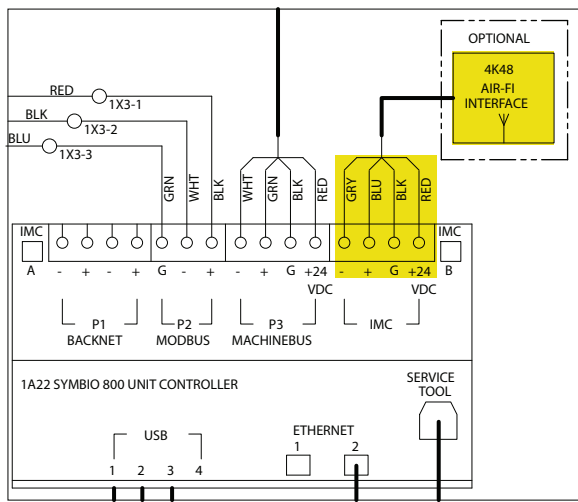 OPTIONAL
4K48
AIR-FI
INTERFACE
RED
1X3-1
BLK
1X3-2
BLU
1X3-3
GRN
WHT
BLK
WHT
GRN
BLK
RED
GRY
BLU
BLK
RED
IMC
IMC
A - + - + G - + - + G +24 - + G +24 B
VDC VDC
P1 P2 P3 IMC
BACKNET MODBUS MACHINEBUS
1A22 SYMBIO 800 UNIT CONTROLLER
SERVICE
TOOL
USB
ETHERNET
1 2
1 2 3 4